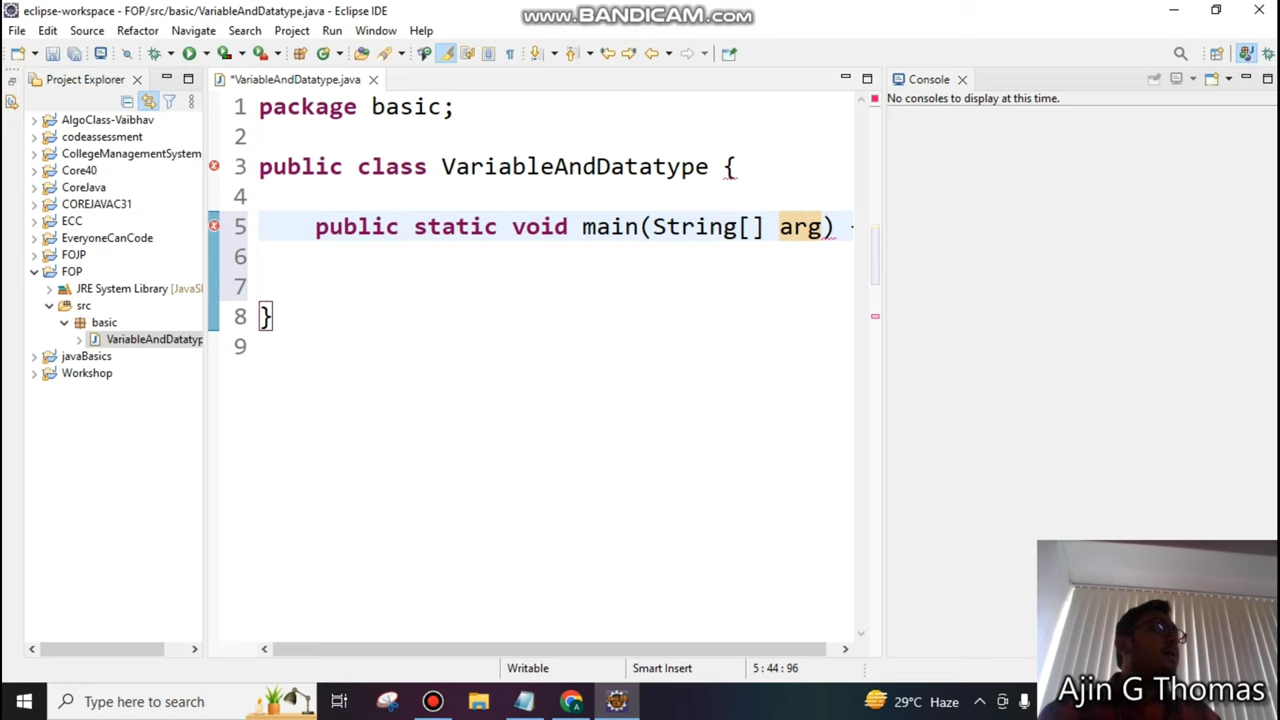 eclipse-workspace - FOP/src/basic/VariableAndDatatype.java - Eclipse IDE
www.BANDICAM.com
File Edit Source Refactor Navigate Search Project Run Window Help
Project Explorer
*VariableAndDatatype.java
Console
No consoles to display at this time.
AlgoClass-Vaibhav
codeassessment
CollegeManagementSystem
Core40
CoreJava
COREJAVAC31
ECC
EveryoneCanCode
FOJP
FOP
JRE System Library [JavaSE
src
basic
VariableAndDatatyp
javaBasics
Workshop
1 package basic;
2
3 public class VariableAndDatatype {
4
5 public static void main(String[] arg)
6
7
8 }
9
Writable Smart Insert 5 : 44 : 96
Type here to search
29°C Haze
Ajin G Thomas